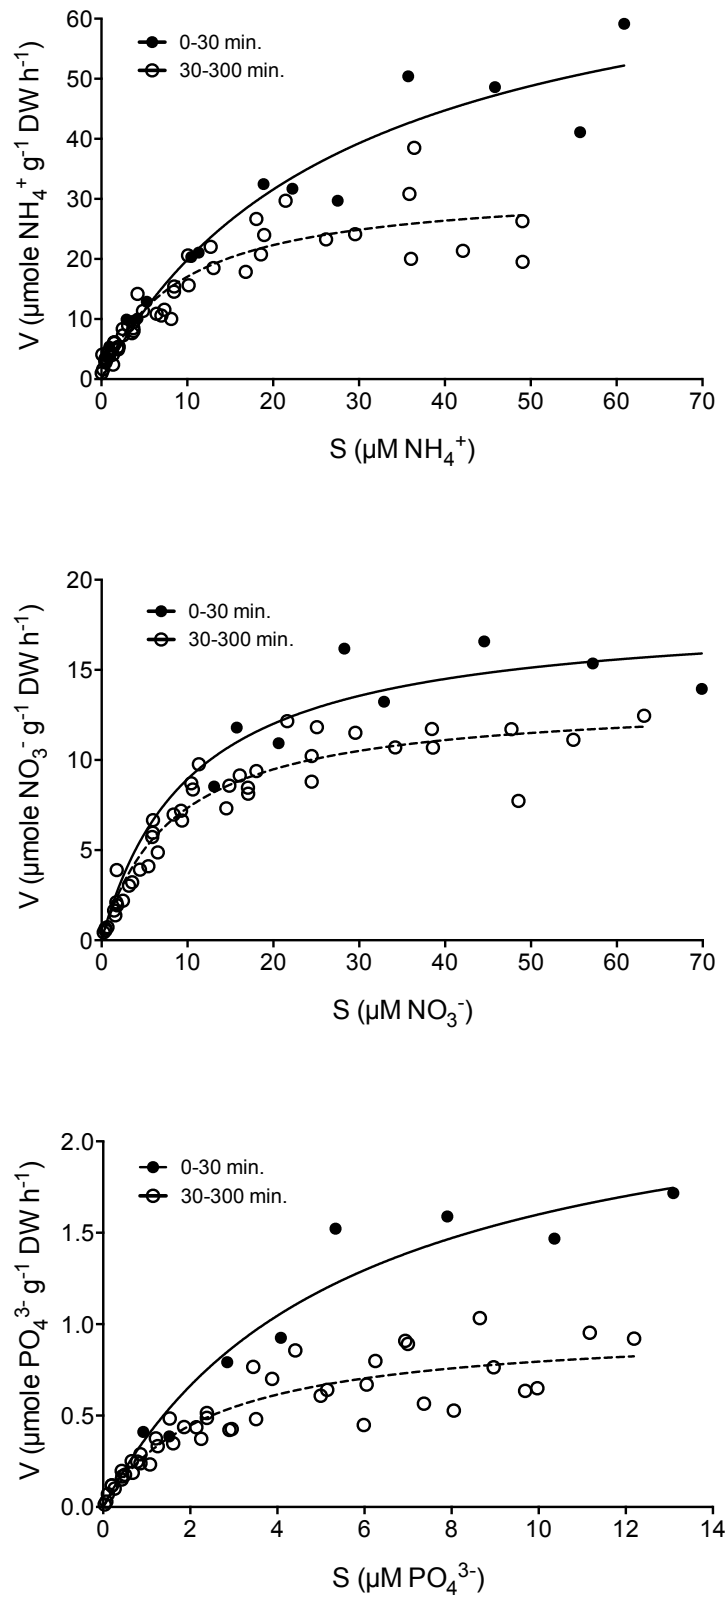 60
50
40
30
20
10
0
V (µmole NH₄⁺ g⁻¹ DW h⁻¹)
0-30 min.
30-300 min.
0 10 20 30 40 50 60 70
S (µM NH₄⁺)
20
15
10
5
0
V (µmole NO₃⁻ g⁻¹ DW h⁻¹)
0-30 min.
30-300 min.
0 10 20 30 40 50 60 70
S (µM NO₃⁻)
2.0
1.5
1.0
0.5
0.0
V (µmole PO₄³⁻ g⁻¹ DW h⁻¹)
0-30 min.
30-300 min.
0 2 4 6 8 10 12 14
S (µM PO₄³⁻)